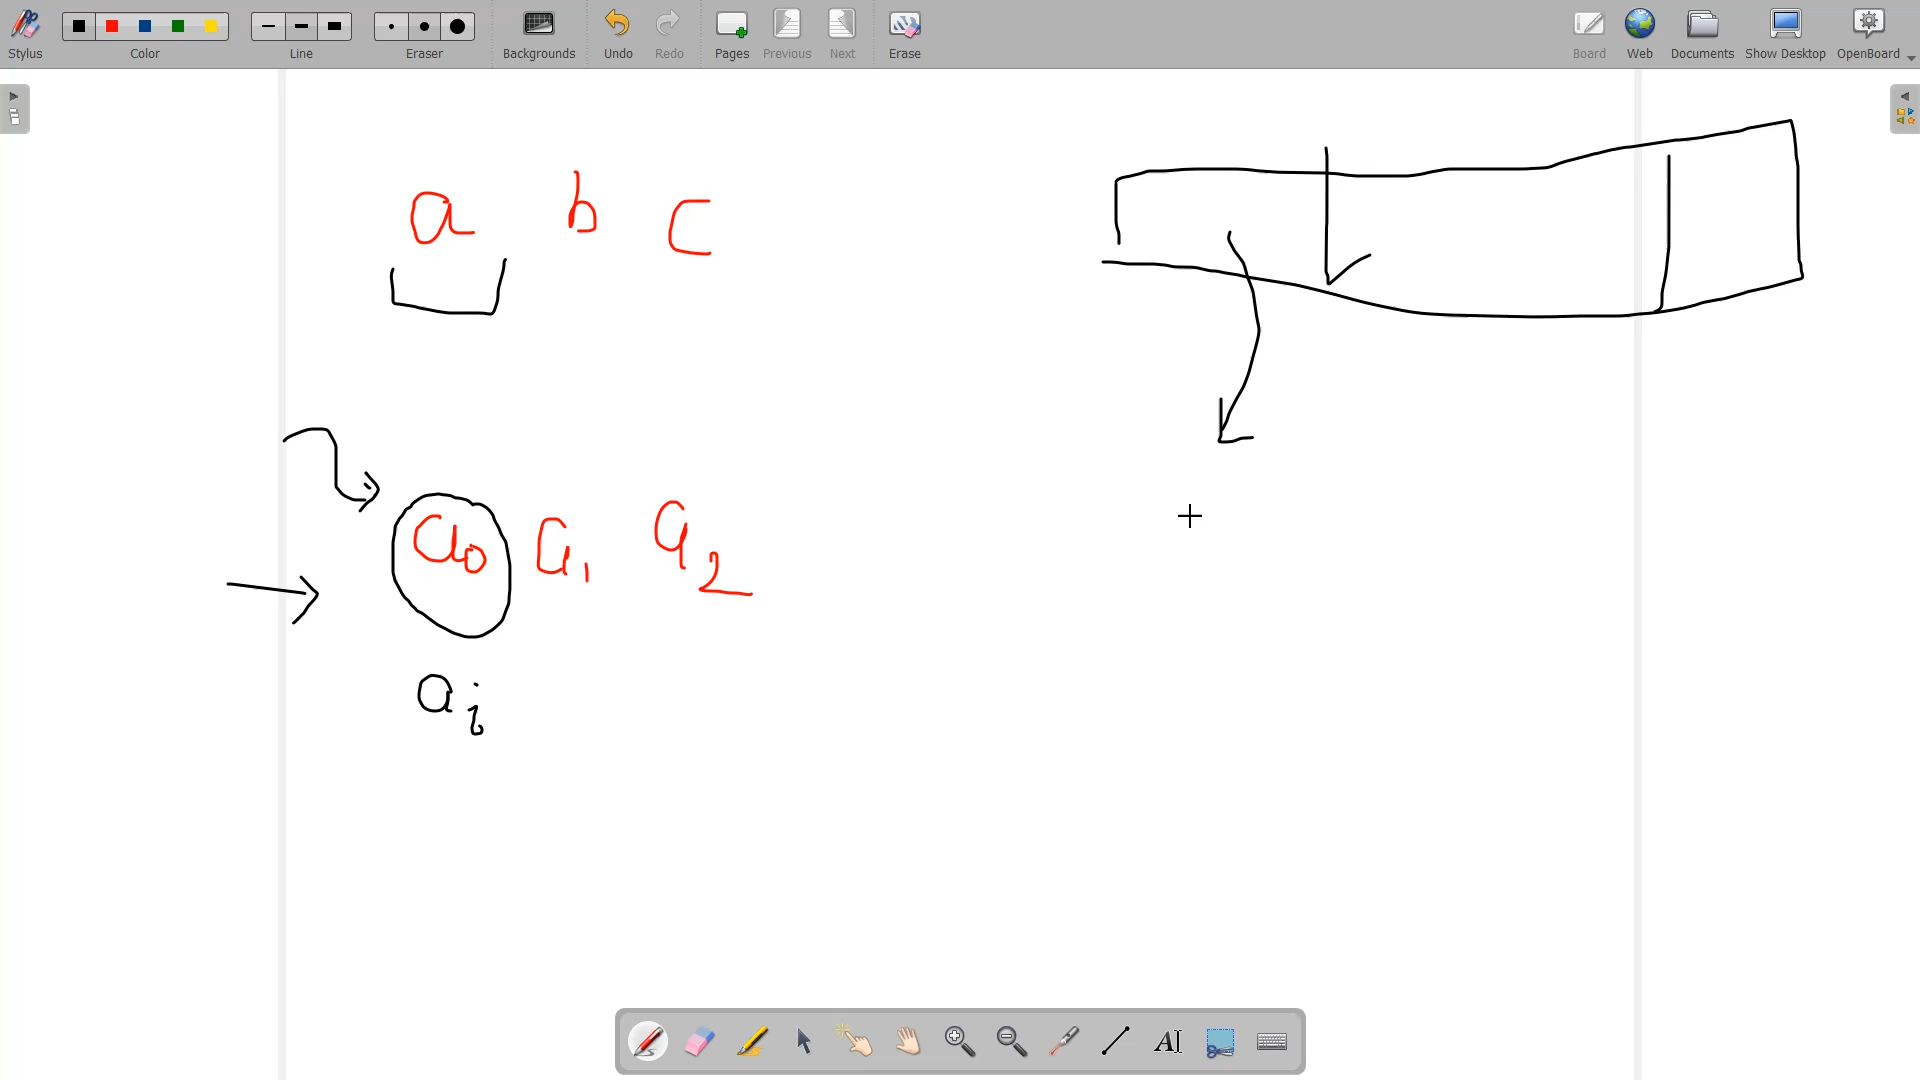 Stylus Color Line Eraser Backgrounds Undo Redo Pages Previous Next Erase Board Web Documents Show Desktop OpenBoard
a b c
a₀ a₁ a₂
aᵢ
AI